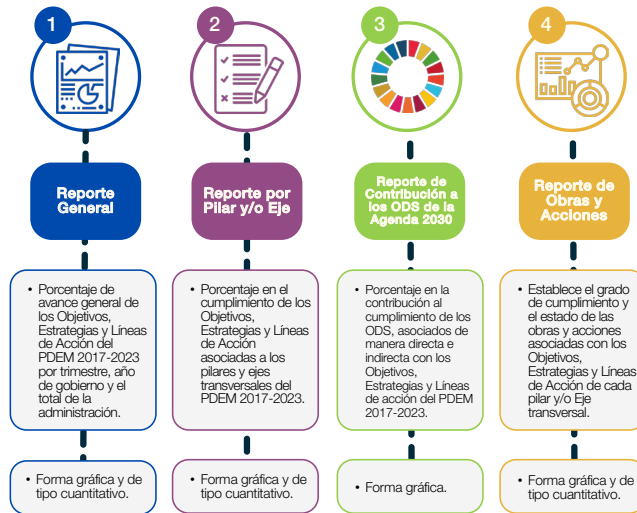 1
Reporte
General
• Porcentaje de
avance general de
los Objetivos,
Estrategias y Líneas
de Acción del
PDEM 2017-2023
por trimestre, año
de gobierno y el
total de la
administración.
• Forma gráfica y de
tipo cuantitativo.
2
Reporte por
Pilar y/o Eje
• Porcentaje en el
cumplimiento de los
Objetivos,
Estrategias y Líneas
de Acción
asociadas a los
pilares y ejes
transversales del
PDEM 2017-2023.
• Forma gráfica y de
tipo cuantitativo.
3
Reporte de
Contribución a
los ODS de la
Agenda 2030
• Porcentaje en la
contribución al
cumplimiento de los
ODS, asociados de
manera directa e
indirecta con los
Objetivos,
Estrategias y Líneas
de acción del PDEM
2017-2023.
• Forma gráfica.
4
Reporte de
Obras y
Acciones
• Establece el grado
de cumplimiento y
el estado de las
obras y acciones
asociadas con los
Objetivos,
Estrategias y Líneas
de Acción de cada
pilar y/o Eje
transversal.
• Forma gráfica y de
tipo cuantitativo.